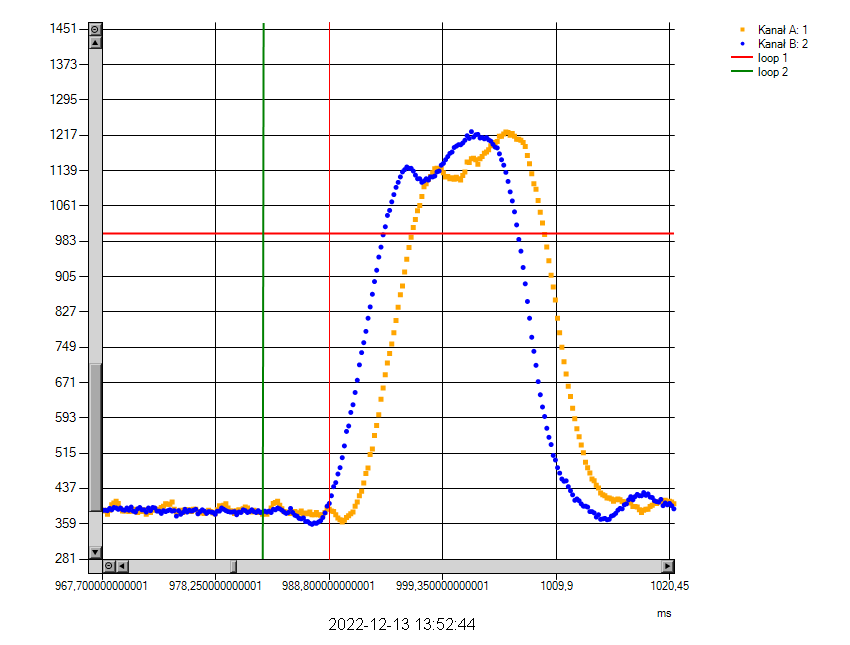 1451
1373
1295
1217
1139
1061
983
905
827
749
671
593
515
437
359
281
967,700000000001 978,250000000001 988,800000000001 999,350000000001 1009,9 1020,45
ms
2022-12-13 13:52:44
Kanał A: 1
Kanał B: 2
loop 1
loop 2